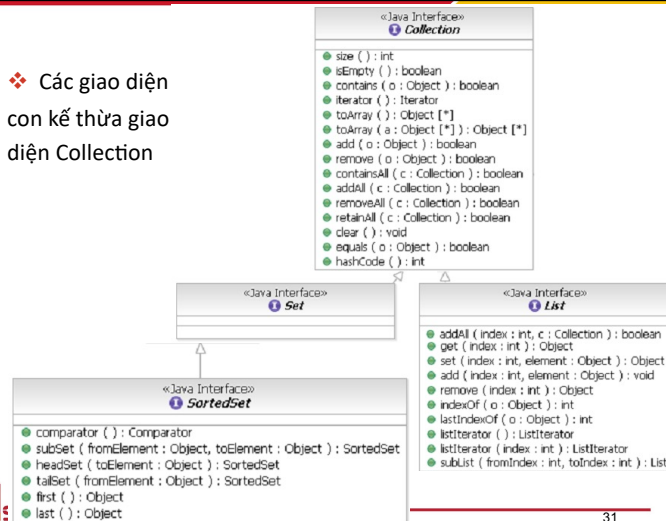 ❖ Các giao diện
con kế thừa giao
diện Collection
«Java Interface»
Collection
size ( ) : int
isEmpty ( ) : boolean
contains ( o : Object ) : boolean
iterator ( ) : Iterator
toArray ( ) : Object [*]
toArray ( a : Object [*] ) : Object [*]
add ( o : Object ) : boolean
remove ( o : Object ) : boolean
containsAll ( c : Collection ) : boolean
addAll ( c : Collection ) : boolean
removeAll ( c : Collection ) : boolean
retainAll ( c : Collection ) : boolean
clear ( ) : void
equals ( o : Object ) : boolean
hashCode ( ) : int
«Java Interface»
Set
«Java Interface»
List
addAll ( index : int, c : Collection ) : boolean
get ( index : int ) : Object
set ( index : int, element : Object ) : Object
add ( index : int, element : Object ) : void
remove ( index : int ) : Object
indexOf ( o : Object ) : int
lastIndexOf ( o : Object ) : int
listIterator ( ) : ListIterator
listIterator ( index : int ) : ListIterator
subList ( fromIndex : int, toIndex : int ) : List
«Java Interface»
SortedSet
comparator ( ) : Comparator
subSet ( fromElement : Object, toElement : Object ) : SortedSet
headSet ( toElement : Object ) : SortedSet
tailSet ( fromElement : Object ) : SortedSet
first ( ) : Object
last ( ) : Object
31